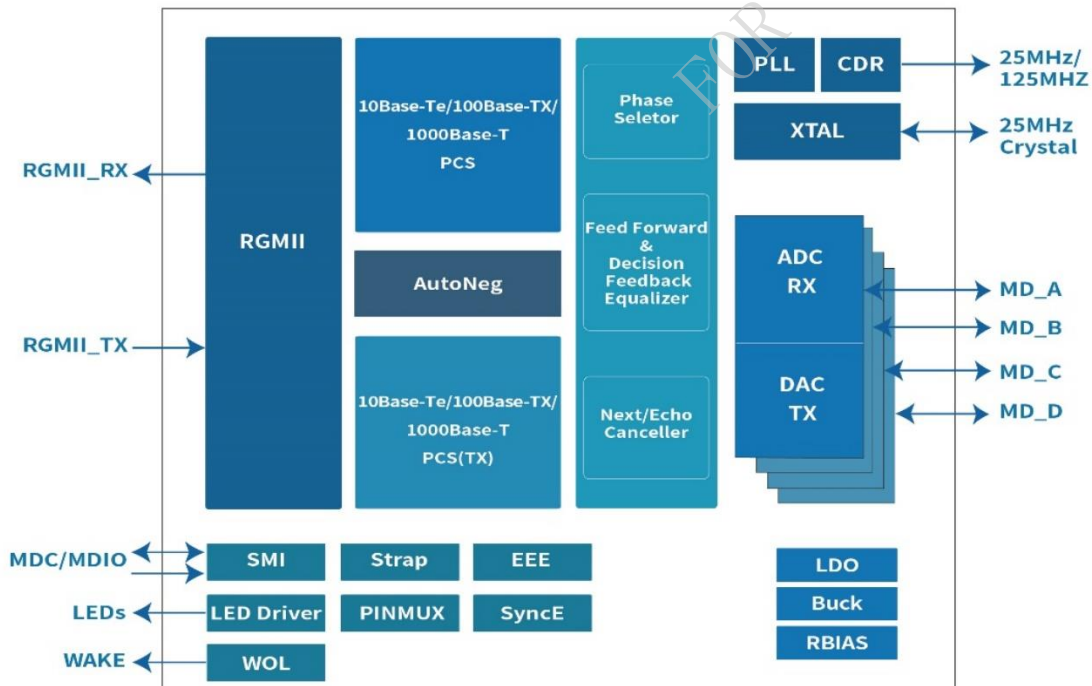 FOR
PLL
CDR
25MHz/
125MHZ
10Base-Te/100Base-TX/
1000Base-T
PCS
Phase
Seletor
XTAL
25MHz
Crystal
RGMII_RX
RGMII
Feed Forward
&
Decision
Feedback
Equalizer
ADC
RX
AutoNeg
MD_A
MD_B
RGMII_TX
MD_C
DAC
TX
MD_D
10Base-Te/100Base-TX/
1000Base-T
PCS(TX)
Next/Echo
Canceller
MDC/MDIO
SMI
Strap
EEE
LDO
LEDs
LED Driver
PINMUX
SyncE
Buck
WAKE
WOL
RBIAS